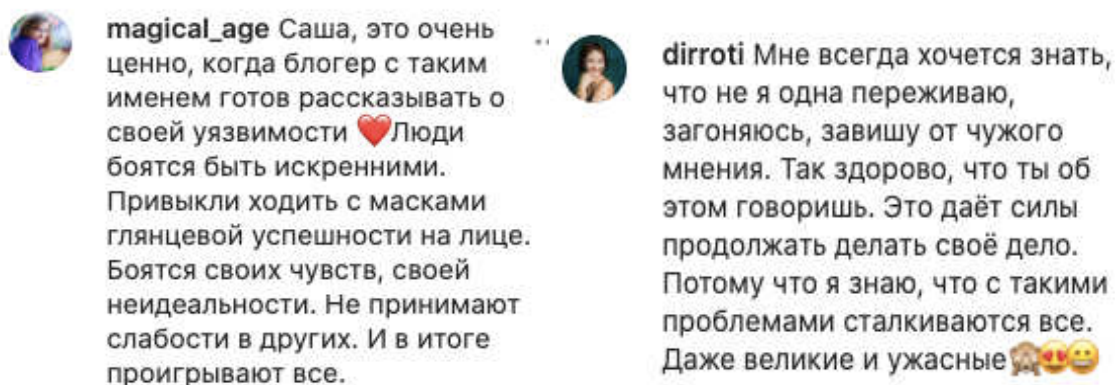 magical_age Саша, это очень
ценно, когда блогер с таким
именем готов рассказывать о
своей уязвимости ❤️Люди
боятся быть искренними.
Привыкли ходить с масками
глянцевой успешности на лице.
Боятся своих чувств, своей
неидеальности. Не принимают
слабости в других. И в итоге
проигрывают все.
dirroti Мне всегда хочется знать,
что не я одна переживаю,
загоняюсь, завишу от чужого
мнения. Так здорово, что ты об
этом говоришь. Это даёт силы
продолжать делать своё дело.
Потому что я знаю, что с такими
проблемами сталкиваются все.
Даже великие и ужасные🙈😍😬